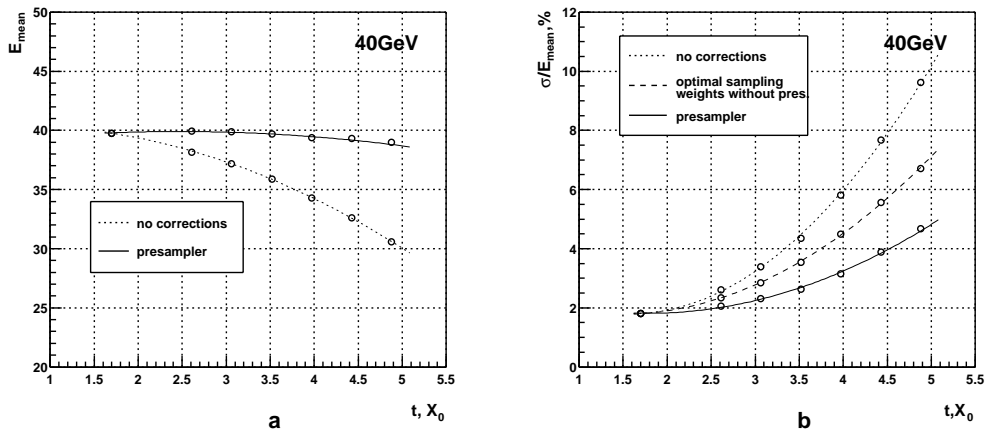 E_mean
50
45
40
35
30
25
20
40GeV
no corrections
presampler
1 1.5 2 2.5 3 3.5 4 4.5 5 5.5
t, X_0
a
σ/E_mean, %
12
10
8
6
4
2
0
40GeV
no corrections
optimal sampling
weights without pres.
presampler
1 1.5 2 2.5 3 3.5 4 4.5 5 5.5
t,X_0
b